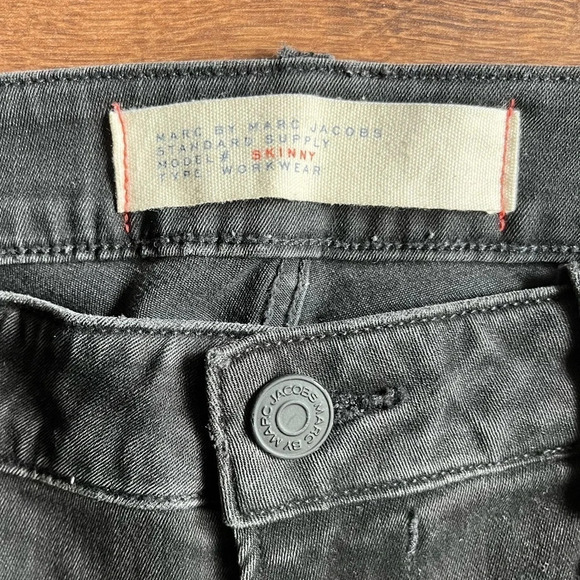 MARC BY MARC JACOBS
STANDARD SUPPLY
MODEL # SKINNY
TYPE: WORKWEAR
MARC BY MARC JACOBS